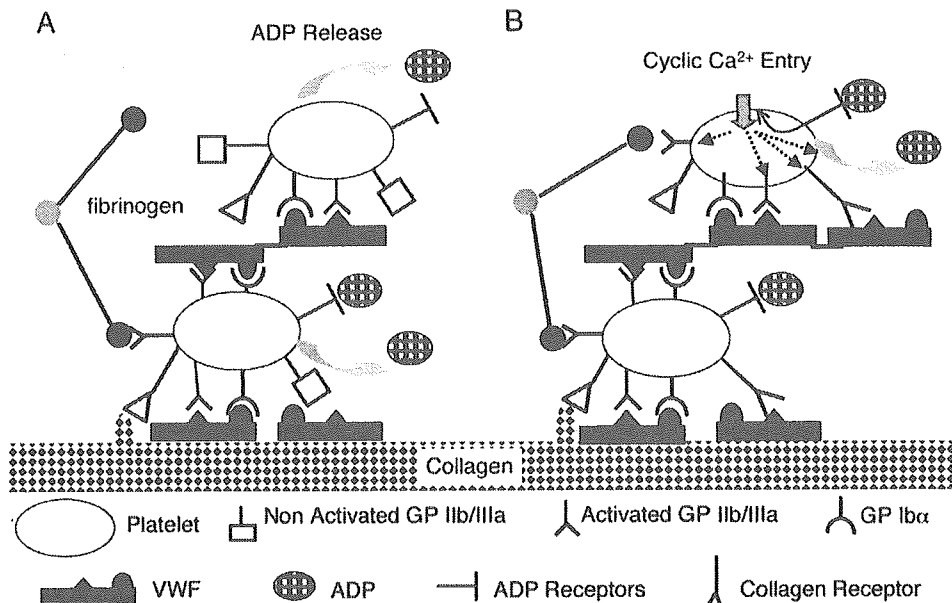 A
ADP Release
fibrinogen
B
Cyclic Ca²⁺ Entry
Collagen
Platelet
Non Activated GP IIb/IIIa
Activated GP IIb/IIIa
GP Ibα
VWF
ADP
ADP Receptors
Collagen Receptor